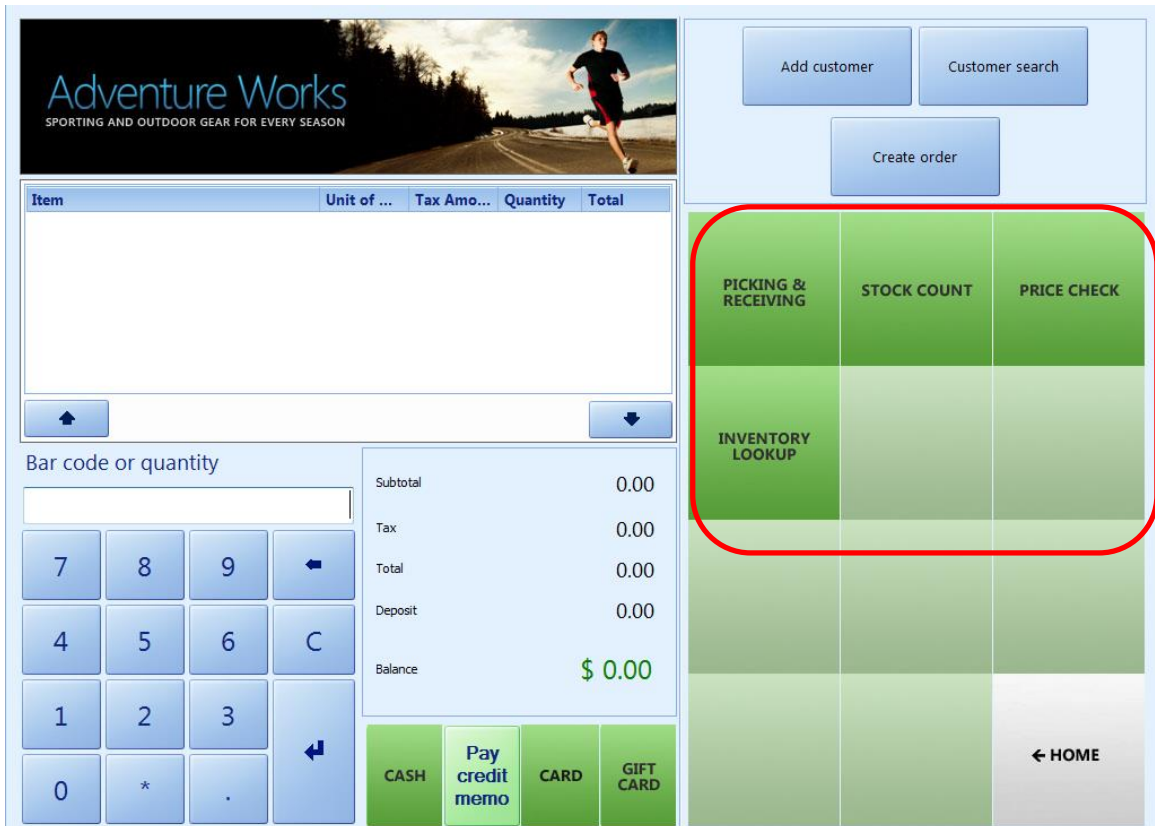 Adventure Works
SPORTING AND OUTDOOR GEAR FOR EVERY SEASON
Add customer
Customer search
Create order
Item Unit of ... Tax Amo... Quantity Total
PICKING &
RECEIVING
STOCK COUNT
PRICE CHECK
INVENTORY
LOOKUP
Bar code or quantity
7 8 9
4 5 6 C
1 2 3
0 * .
Subtotal 0.00
Tax 0.00
Total 0.00
Deposit 0.00
Balance $ 0.00
CASH
Pay
credit
memo
CARD
GIFT
CARD
← HOME